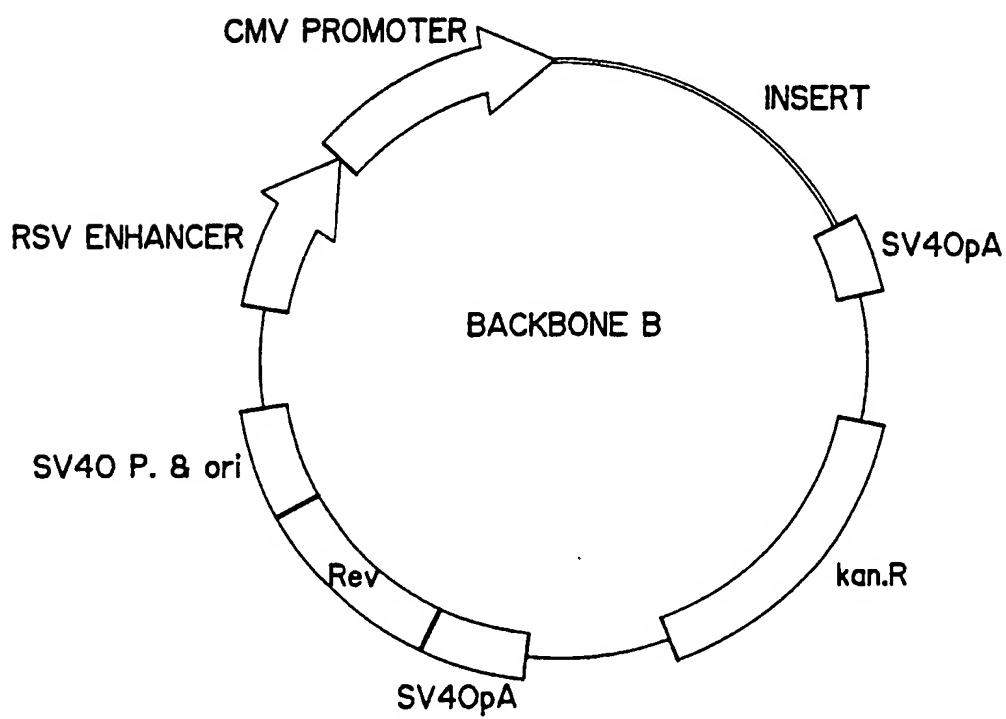 CMV PROMOTER
INSERT
RSV ENHANCER
SV40pA
BACKBONE B
SV40 P. & ori
Rev
kan.R
SV40pA